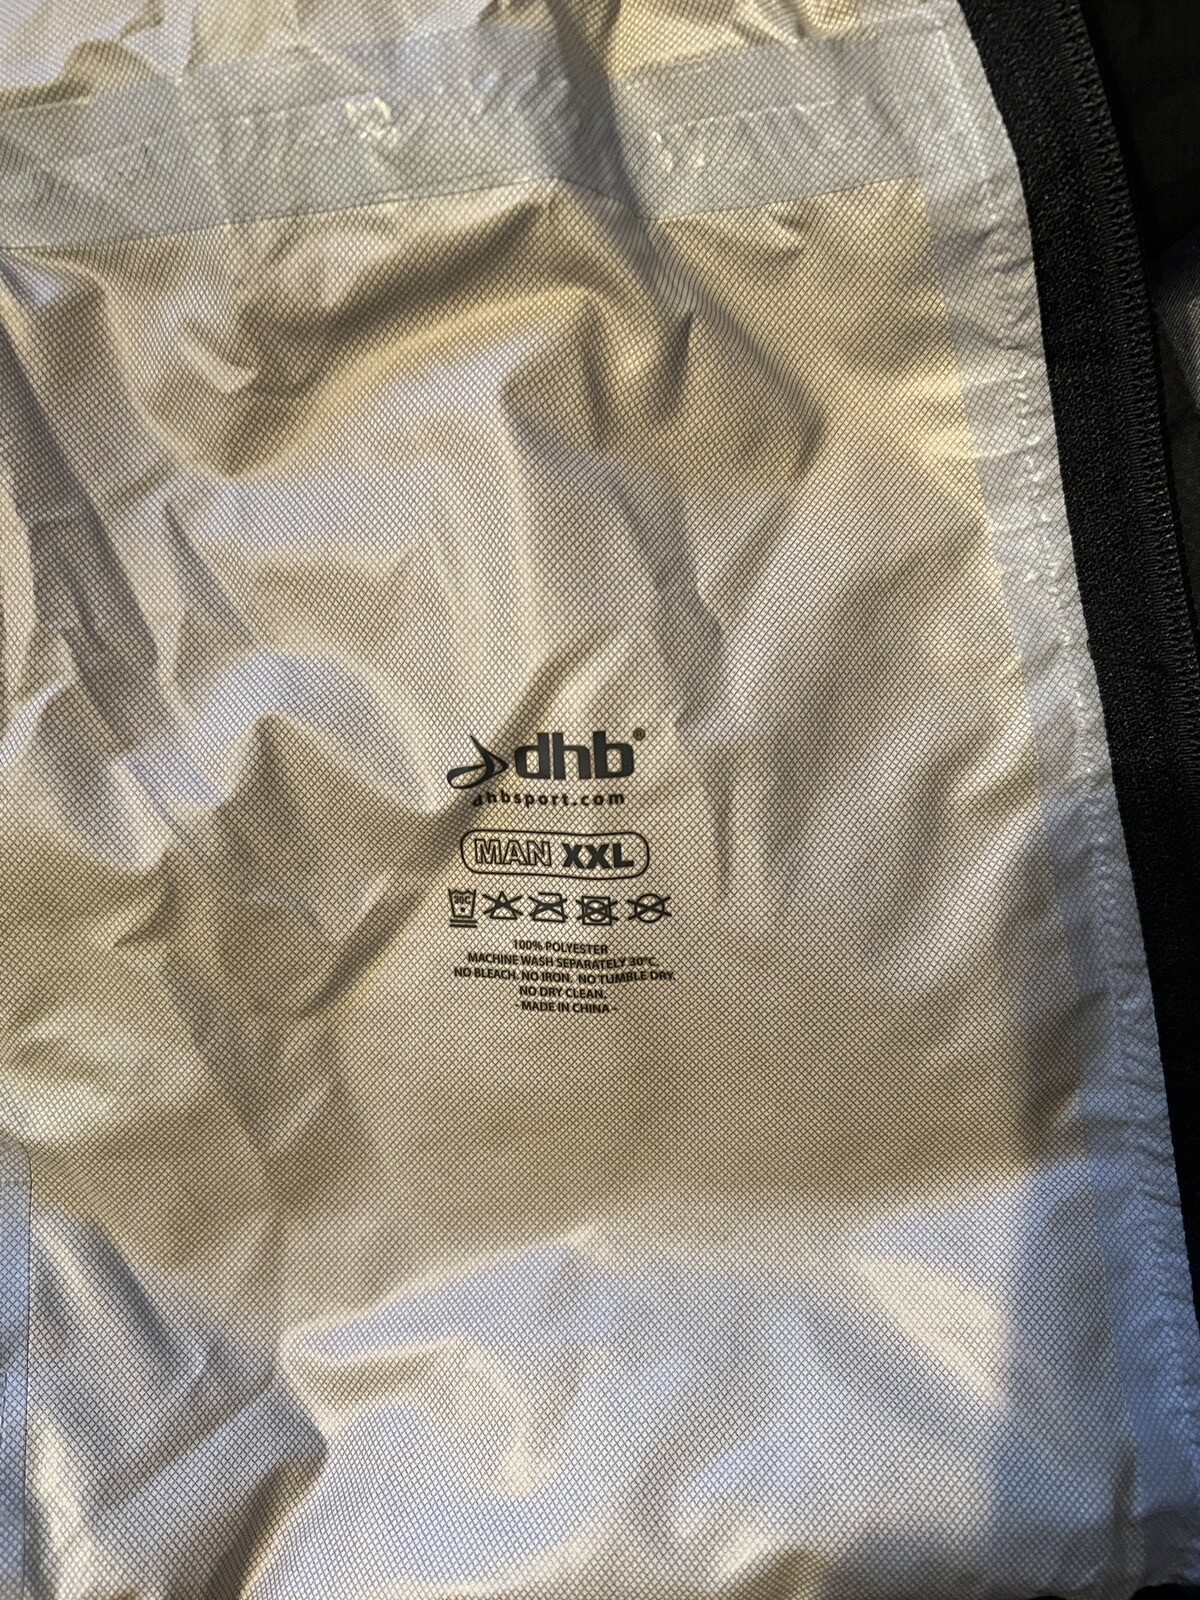 dhb®
dhbsport.com
MAN XXL
30C
100% POLYESTER
MACHINE WASH SEPARATELY 30°C.
NO BLEACH. NO IRON. NO TUMBLE DRY.
NO DRY CLEAN.
- MADE IN CHINA -